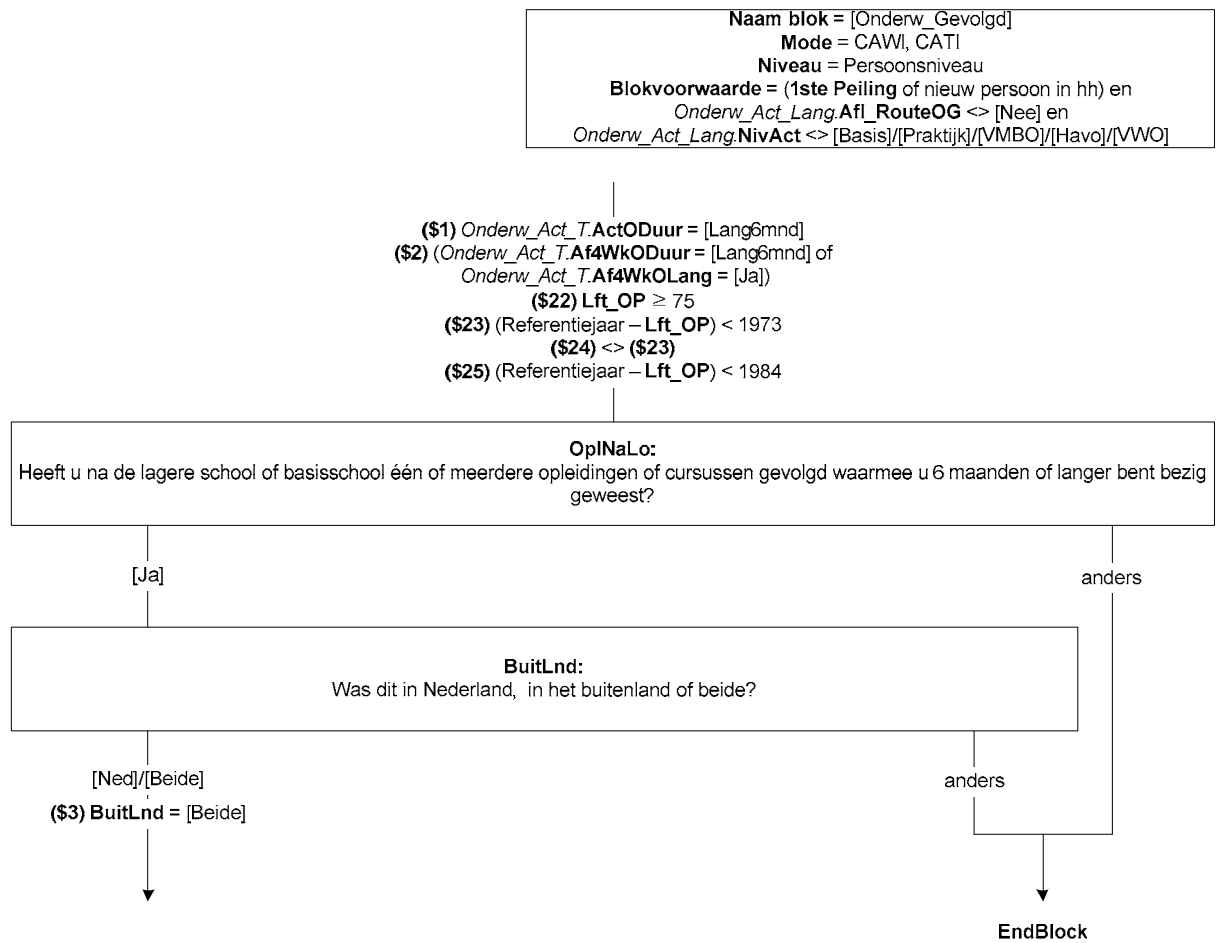 Naam blok = [Onderw_Gevolgd]
Mode = CAWI, CATI
Niveau = Persoonsniveau
Blokvoorwaarde = (1ste Peiling of nieuw persoon in hh) en
Onderw_Act_Lang.Afl_RouteOG <> [Nee] en
Onderw_Act_Lang.NivAct <> [Basis]/[Praktijk]/[VMBO]/[Havo]/[VWO]
($1) Onderw_Act_T.ActODuur = [Lang6mnd]
($2) (Onderw_Act_T.Af4WkODuur = [Lang6mnd] of
Onderw_Act_T.Af4WkOLang = [Ja])
($22) Lft_OP ≥ 75
($23) (Referentiejaar – Lft_OP) < 1973
($24) <> ($23)
($25) (Referentiejaar – Lft_OP) < 1984
OplNaLo:
Heeft u na de lagere school of basisschool één of meerdere opleidingen of cursussen gevolgd waarmee u 6 maanden of langer bent bezig
geweest?
[Ja]
anders
BuitLnd:
Was dit in Nederland, in het buitenland of beide?
[Ned]/[Beide]
anders
($3) BuitLnd = [Beide]
EndBlock